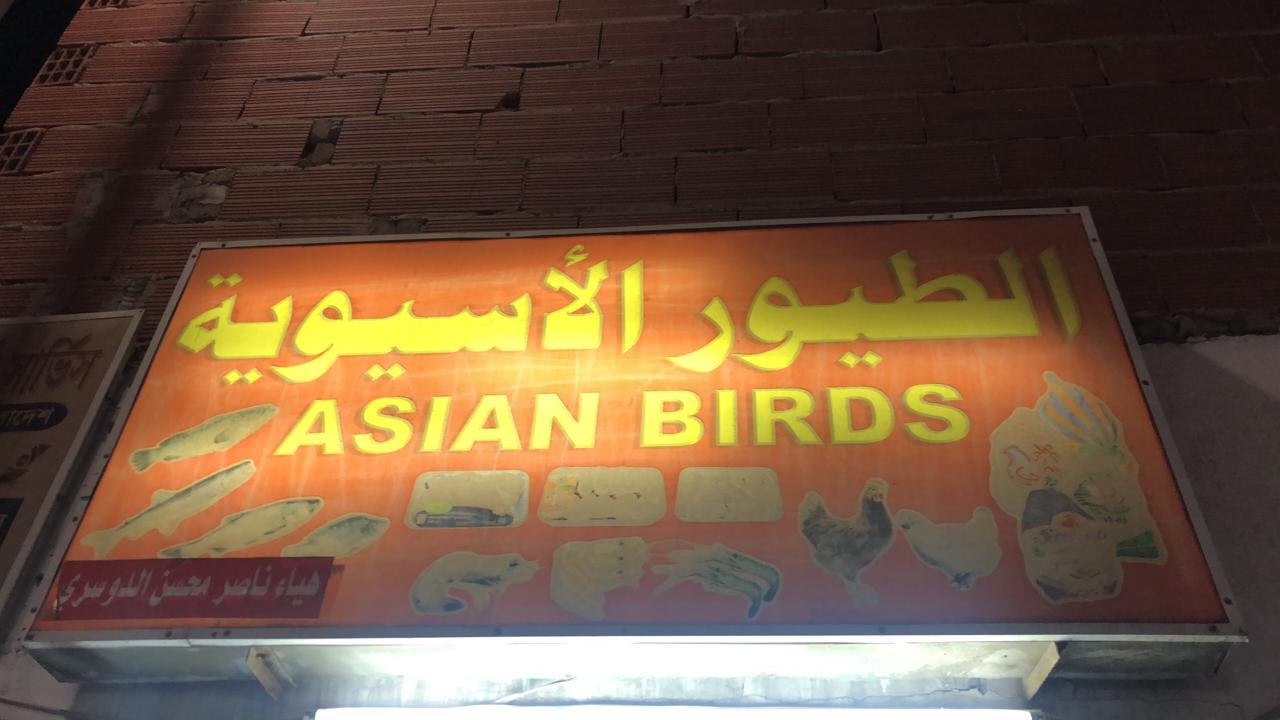 الطيور الأسيوية
ASIAN BIRDS
هياء ناصر محسن الدوسري